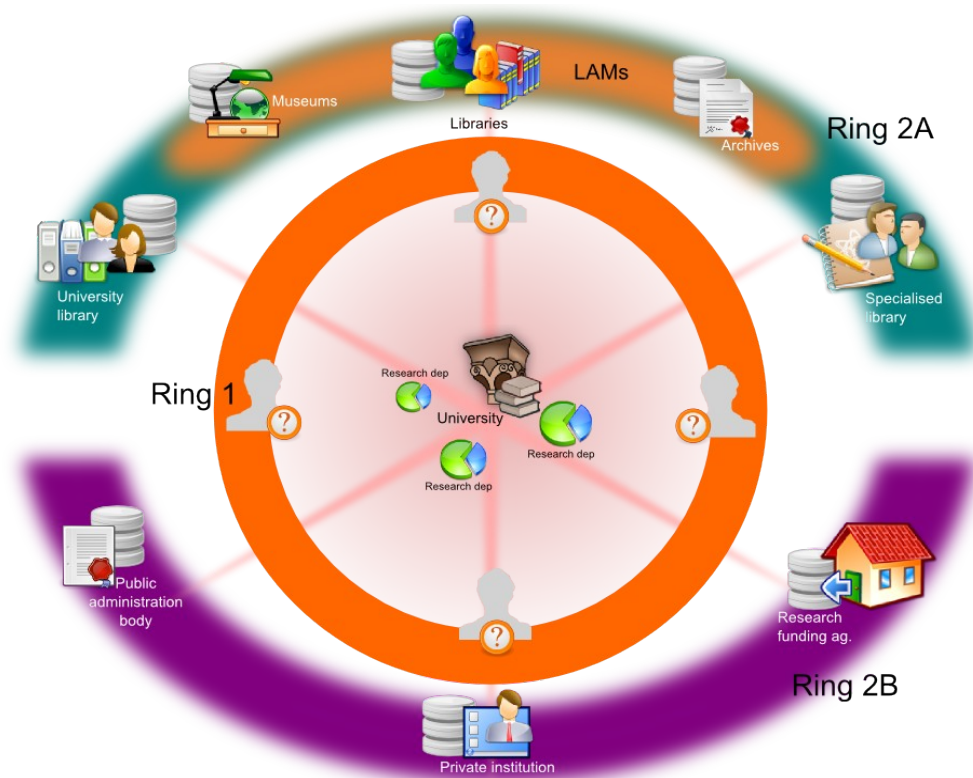 LAMs
Museums
Libraries
Archives
Ring 2A
University
library
Specialised
library
Ring 1
Research dep
University
Research dep
Research dep
?
?
?
?
Public
administration
body
Research
funding ag.
Ring 2B
Private institution